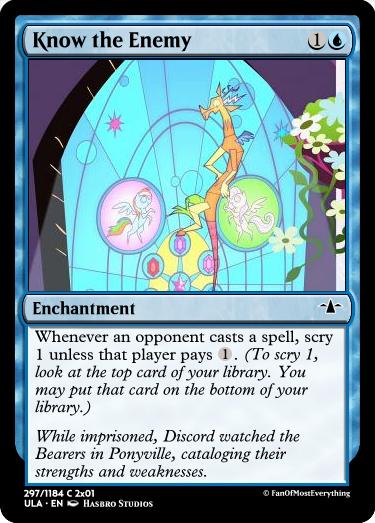 Know the Enemy 1
Enchantment
Whenever an opponent casts a spell, scry
1 unless that player pays 1. (To scry 1,
look at the top card of your library. You
may put that card on the bottom of your
library.)
While imprisoned, Discord watched the
Bearers in Ponyville, cataloging their
strengths and weaknesses.
297/1184 C 2x01
ULA • EN Hasbro Studios
© FanOfMostEverything